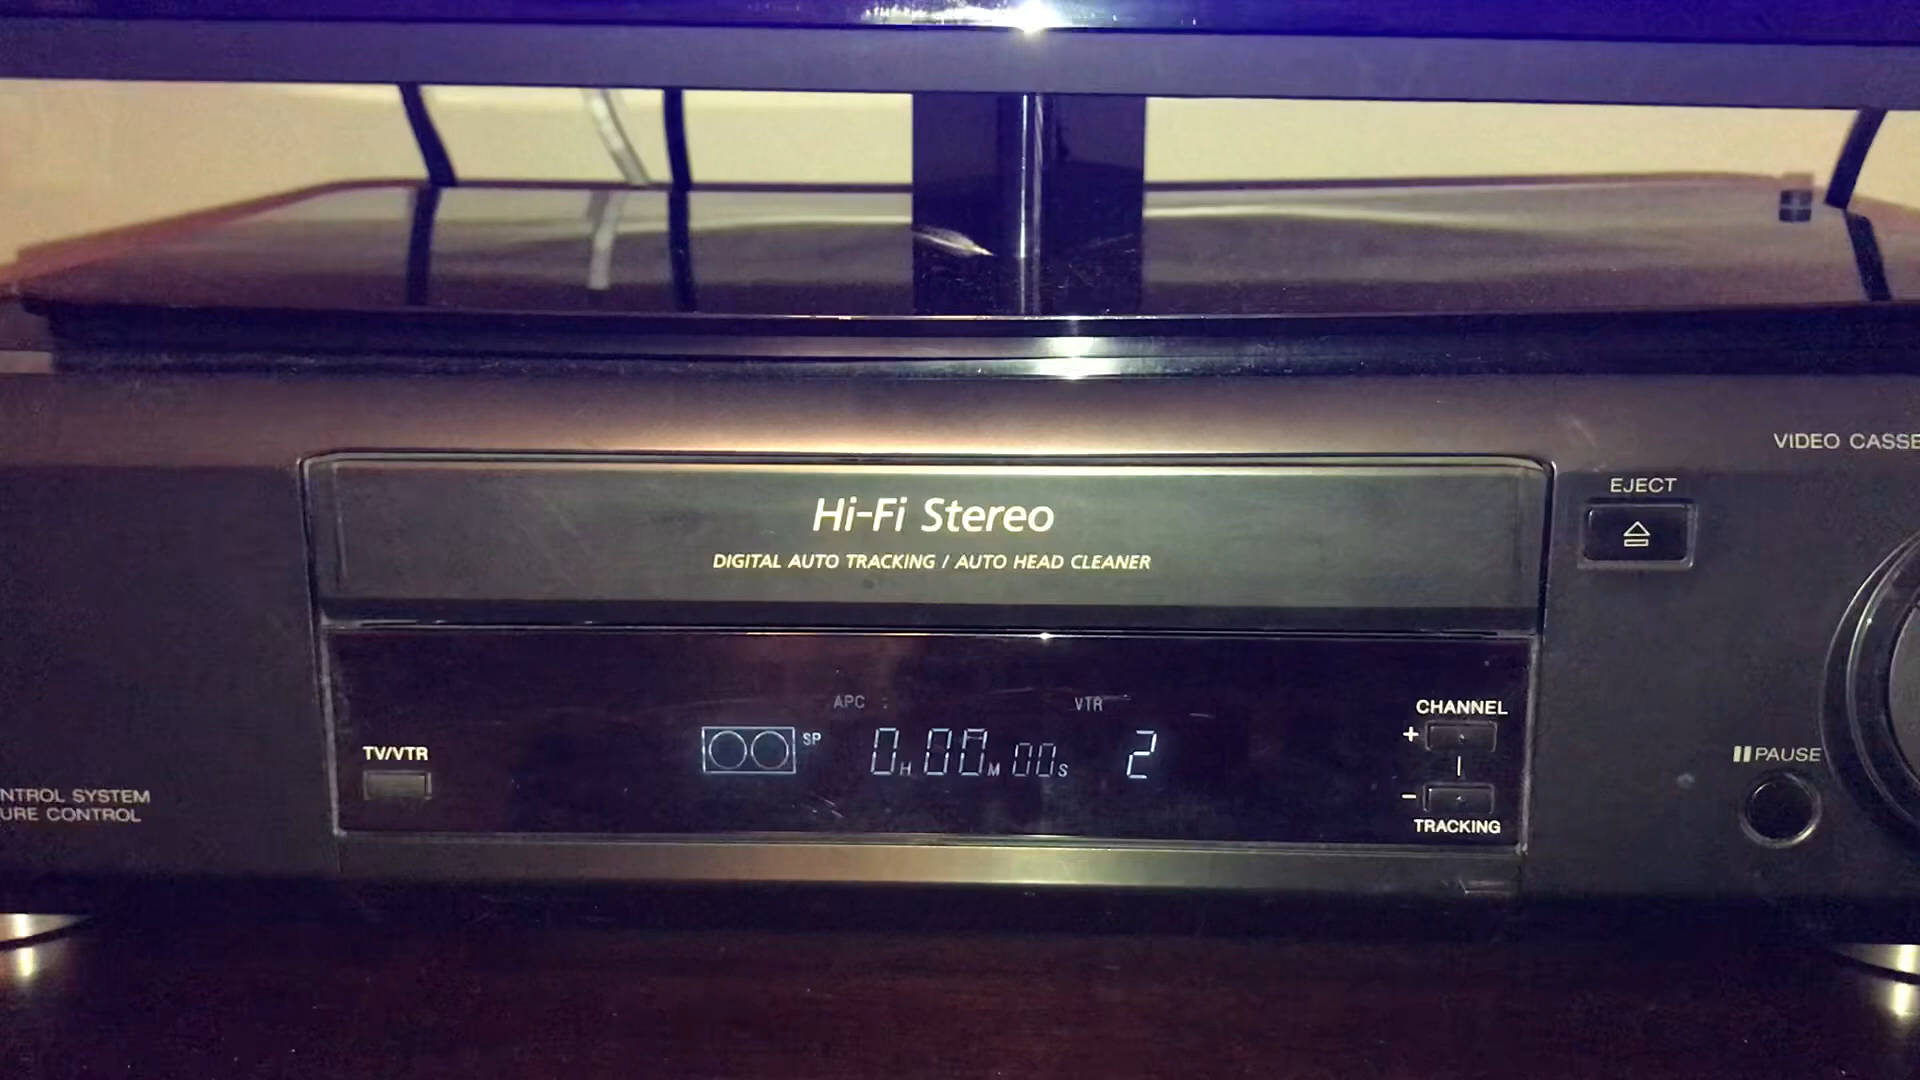 VIDEO CASSE
EJECT
Hi-Fi Stereo
DIGITAL AUTO TRACKING / AUTO HEAD CLEANER
APC VTR
SP 0H 00M 00S 2
TV/VTR
CHANNEL
+
-
TRACKING
PAUSE
NTROL SYSTEM
URE CONTROL